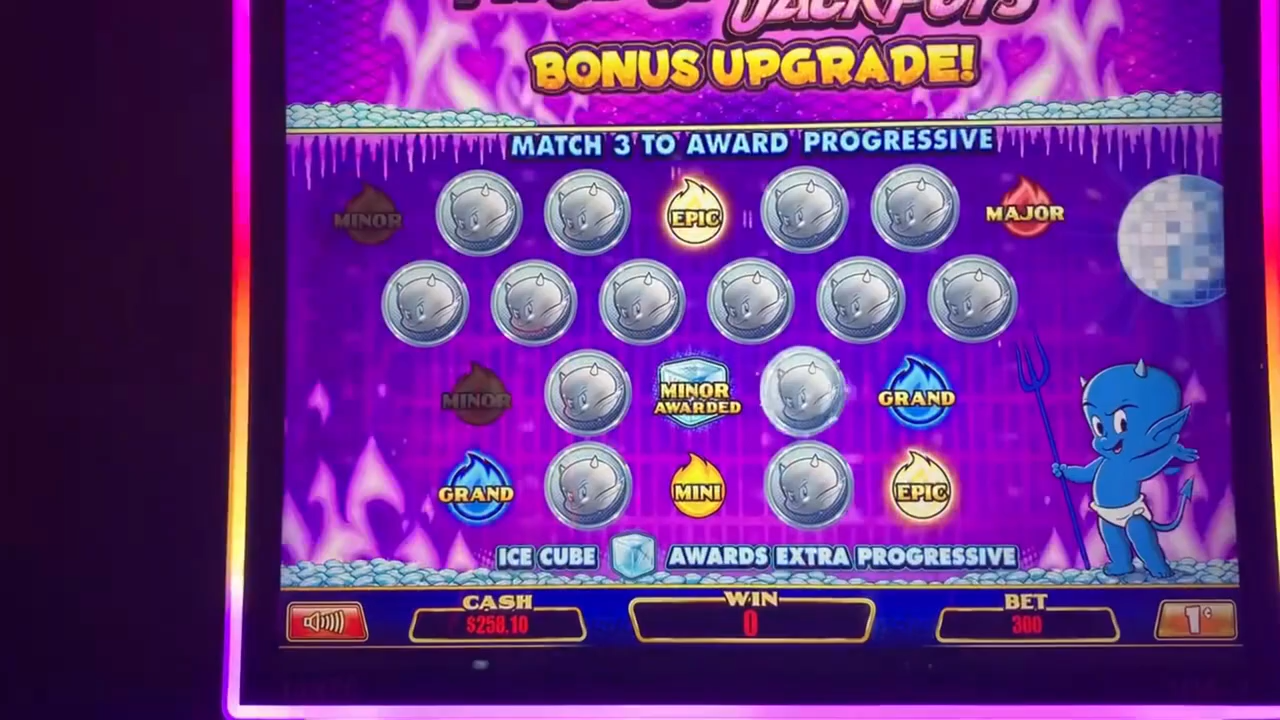 JACKPOTS
BONUS UPGRADE!
MATCH 3 TO AWARD PROGRESSIVE
MINOR
EPIC
MAJOR
MINOR
MINOR AWARDED
GRAND
GRAND
MINI
EPIC
ICE CUBE AWARDS EXTRA PROGRESSIVE
CASH
$258.10
WIN
0
BET
300
1¢